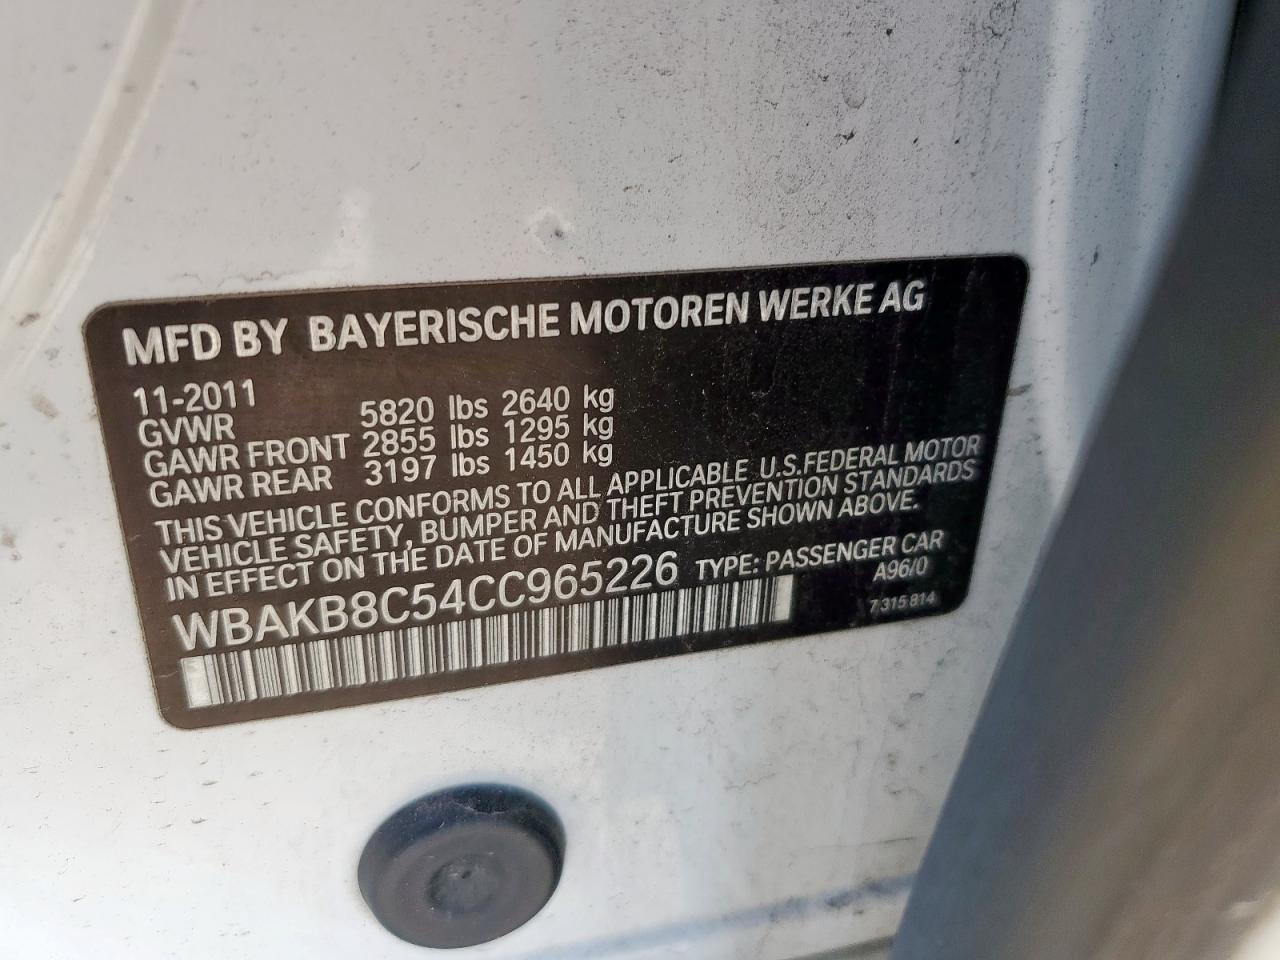 MFD BY BAYERISCHE MOTOREN WERKE AG
11-2011
GVWR 5820 lbs 2640 kg
GAWR FRONT 2855 lbs 1295 kg
GAWR REAR 3197 lbs 1450 kg
THIS VEHICLE CONFORMS TO ALL APPLICABLE U.S.FEDERAL MOTOR
VEHICLE SAFETY, BUMPER AND THEFT PREVENTION STANDARDS
IN EFFECT ON THE DATE OF MANUFACTURE SHOWN ABOVE.
WBAKB8C54CC965226 TYPE: PASSENGER CAR
A96/0
7 315 814